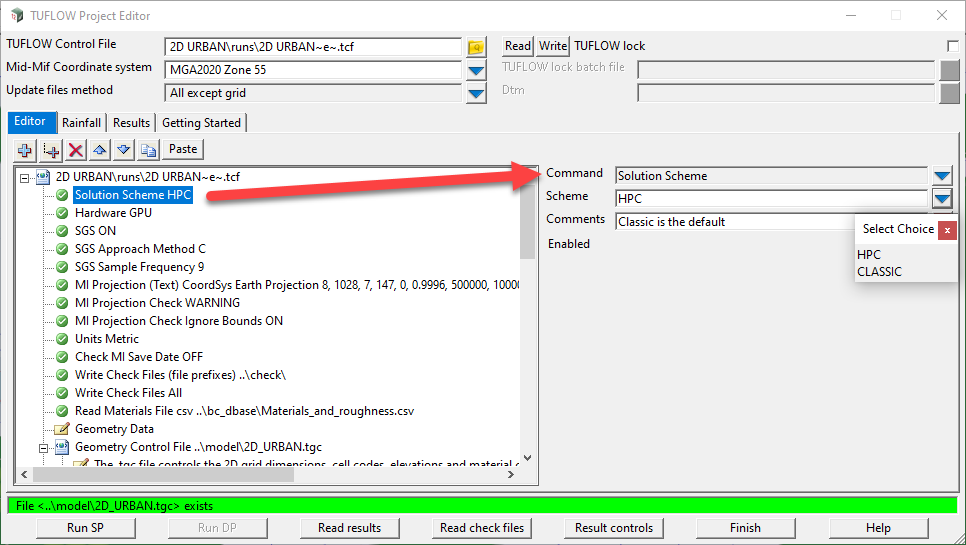 TUFLOW Project Editor
TUFLOW Control File 2D URBAN\runs\2D URBAN~e~.tcf Read Write TUFLOW lock
Mid-Mif Coordinate system MGA2020 Zone 55 TUFLOW lock batch file
Update files method All except grid Dtm
Editor Rainfall Results Getting Started
Paste
2D URBAN\runs\2D URBAN~e~.tcf
Solution Scheme HPC
Hardware GPU
SGS ON
SGS Approach Method C
SGS Sample Frequency 9
MI Projection (Text) CoordSys Earth Projection 8, 1028, 7, 147, 0, 0.9996, 500000, 1000
MI Projection Check WARNING
MI Projection Check Ignore Bounds ON
Units Metric
Check MI Save Date OFF
Write Check Files (file prefixes) ..\check\
Write Check Files All
Read Materials File csv ..\bc_dbase\Materials_and_roughness.csv
Geometry Data
Geometry Control File ..\model\2D_URBAN.tgc
The .tgc file controls the 2D grid dimensions, cell codes, elevations and material
Command Solution Scheme
Scheme HPC
Comments Classic is the default
Enabled
Select Choice x
HPC
CLASSIC
File <..\model\2D_URBAN.tgc> exists
Run SP Run DP Read results Read check files Result controls Finish Help